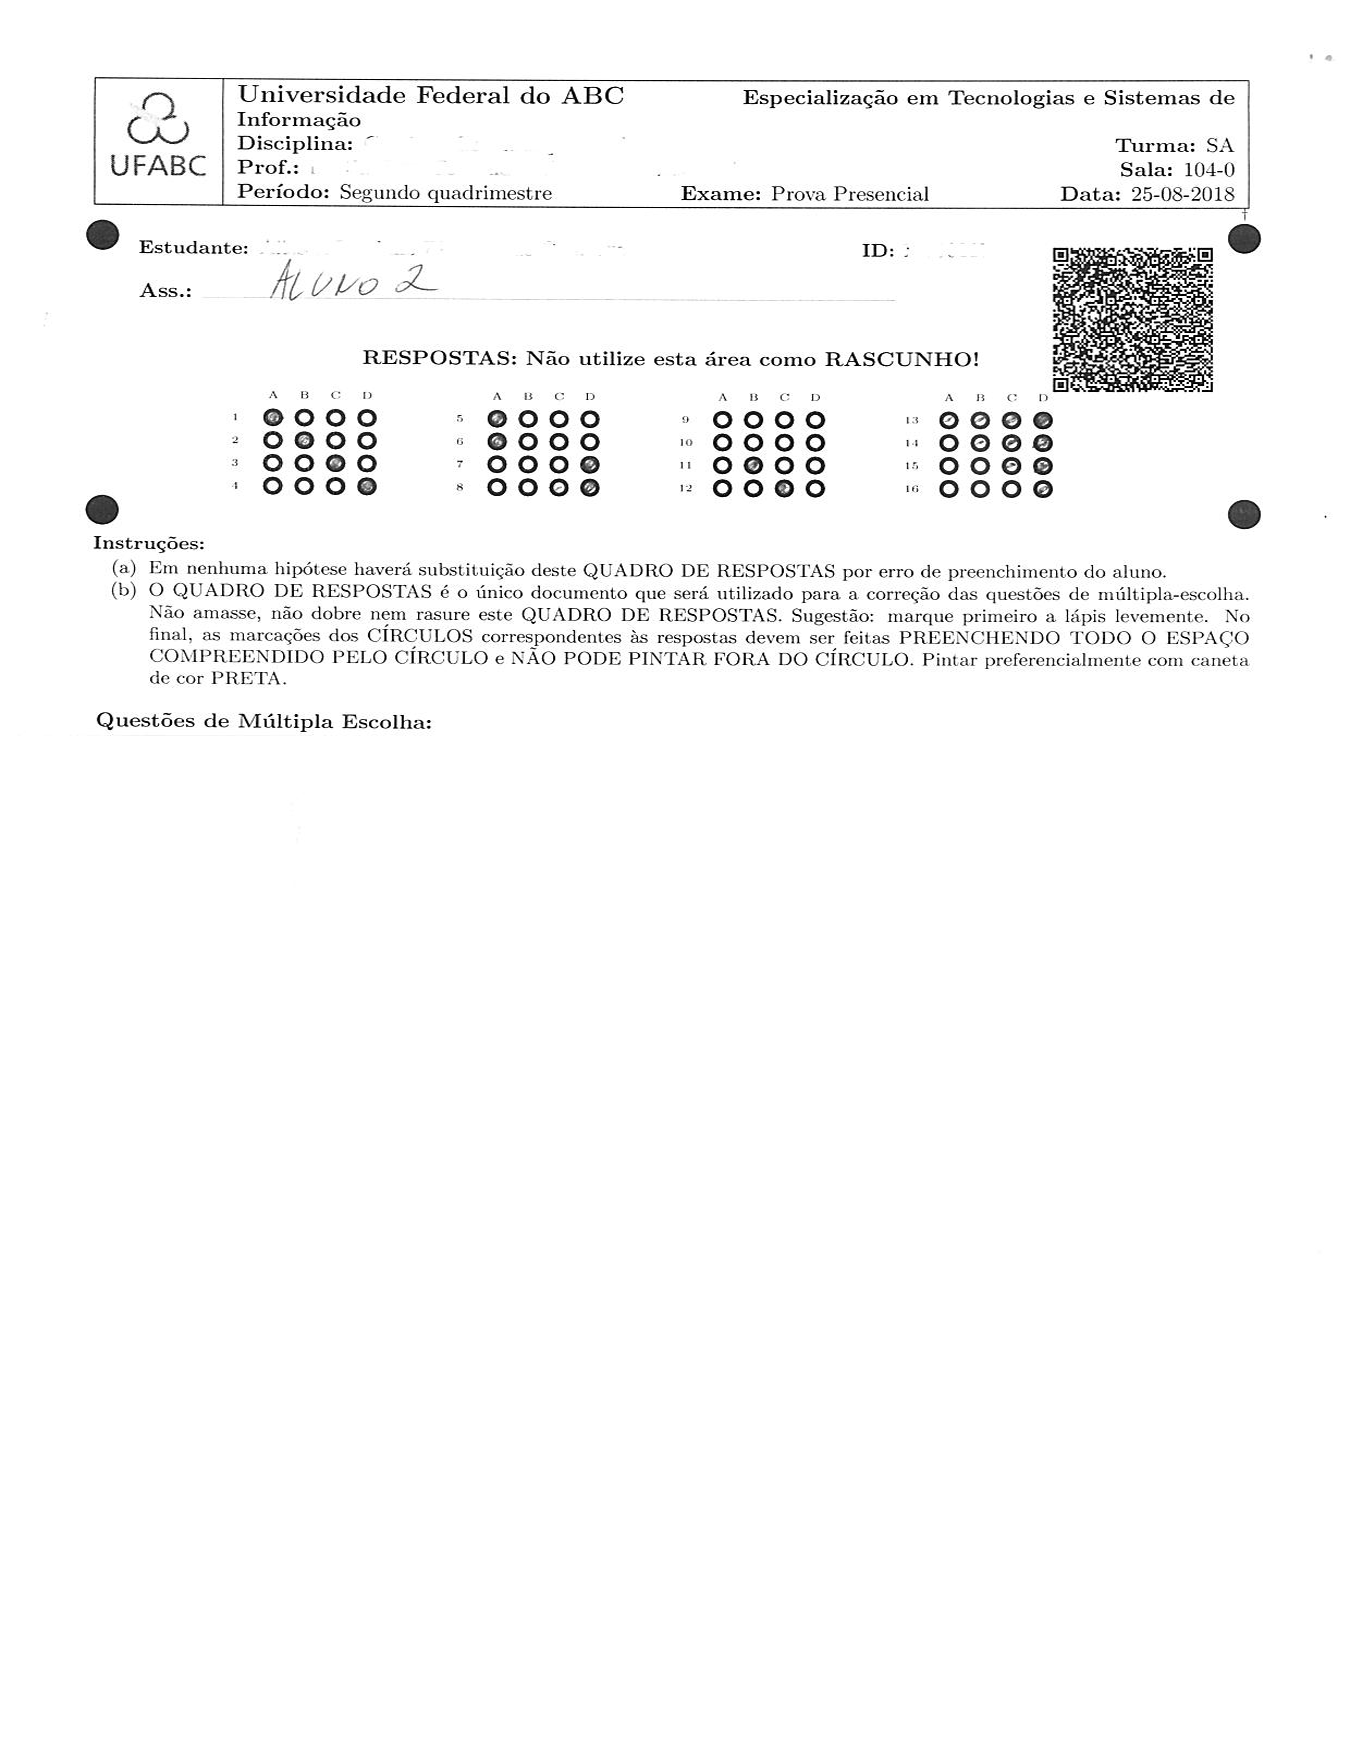 Universidade Federal do ABC Especialização em Tecnologias e Sistemas de
Informação
Disciplina:
Turma: SA
UFABC
Prof.:
Sala: 104-0
Período: Segundo quadrimestre Exame: Prova Presencial Data: 25-08-2018
†
Estudante: ID:
Ass.: ALUNO 2
RESPOSTAS: Não utilize esta área como RASCUNHO!
A B C D A B C D A B C D A B C D
1 5 9 13
2 6 10 14
3 7 11 15
4 8 12 16
Instruções:
(a) Em nenhuma hipótese haverá substituição deste QUADRO DE RESPOSTAS por erro de preenchimento do aluno.
(b) O QUADRO DE RESPOSTAS é o único documento que será utilizado para a correção das questões de múltipla-escolha.
Não amasse, não dobre nem rasure este QUADRO DE RESPOSTAS. Sugestão: marque primeiro a lápis levemente. No
final, as marcações dos CÍRCULOS correspondentes às respostas devem ser feitas PREENCHENDO TODO O ESPAÇO
COMPREENDIDO PELO CÍRCULO e NÃO PODE PINTAR FORA DO CÍRCULO. Pintar preferencialmente com caneta
de cor PRETA.
Questões de Múltipla Escolha: